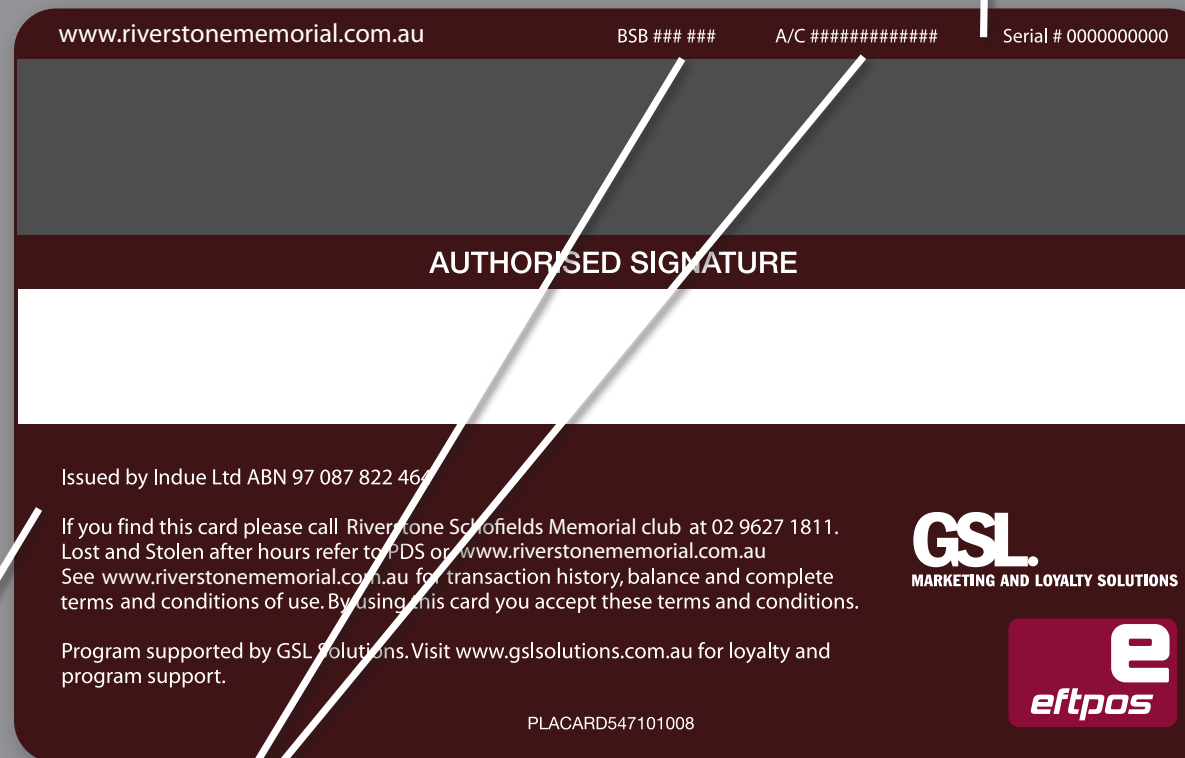 www.riverstonememorial.com.au BSB ### ### A/C ############# Serial # 0000000000
AUTHORISED SIGNATURE
Issued by Indue Ltd ABN 97 087 822 464
If you find this card please call Riverstone Schofields Memorial club at 02 9627 1811.
Lost and Stolen after hours refer to PDS or www.riverstonememorial.com.au
See www.riverstonememorial.com.au for transaction history, balance and complete
terms and conditions of use. By using this card you accept these terms and conditions.
Program supported by GSL Solutions. Visit www.gslsolutions.com.au for loyalty and
program support.
GSL.
MARKETING AND LOYALTY SOLUTIONS
e
eftpos
PLACARD547101008